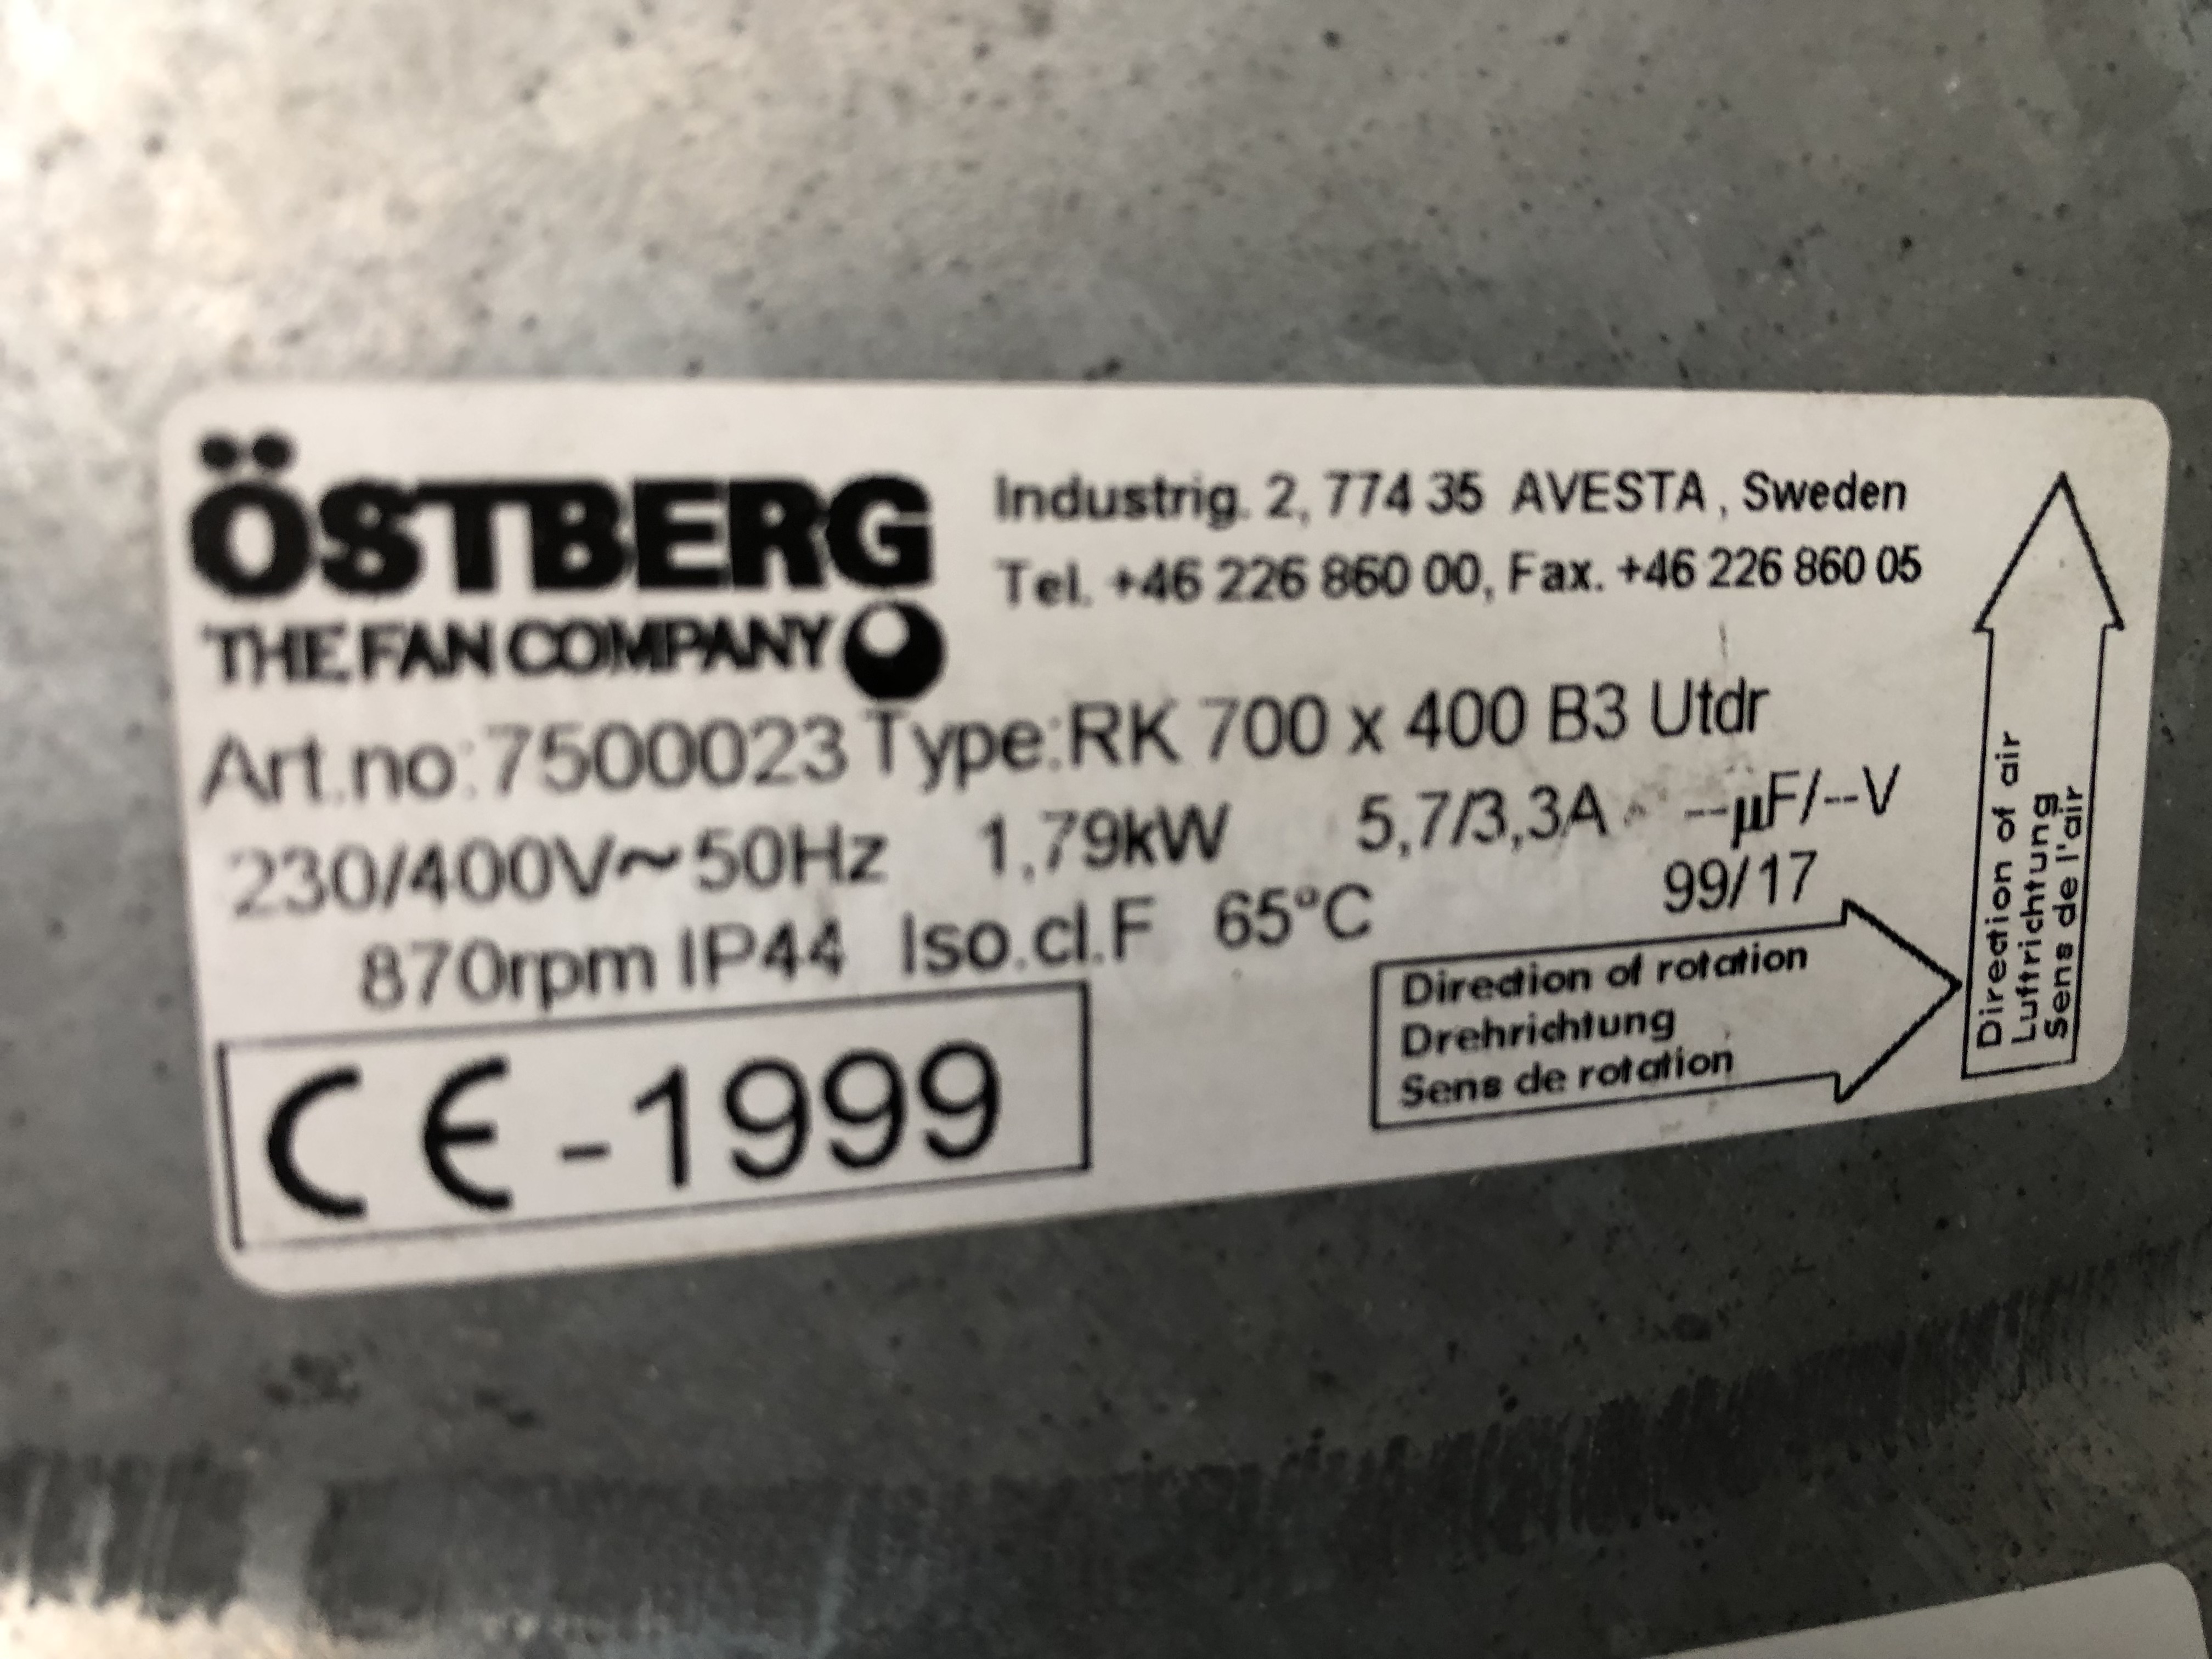 ÖSTBERG
THE FAN COMPANY
Industrig. 2, 774 35 AVESTA, Sweden
Tel. +46 226 860 00, Fax. +46 226 860 05
Art.no:7500023 Type:RK 700 x 400 B3 Utdr
230/400V~50Hz 1,79kW 5,7/3,3A --µF/--V
870rpm IP44 Iso.cl.F 65°C 99/17
CE-1999
Direction of rotation
Drehrichtung
Sens de rotation
Direction of air
Luftrichtung
Sens de l'air